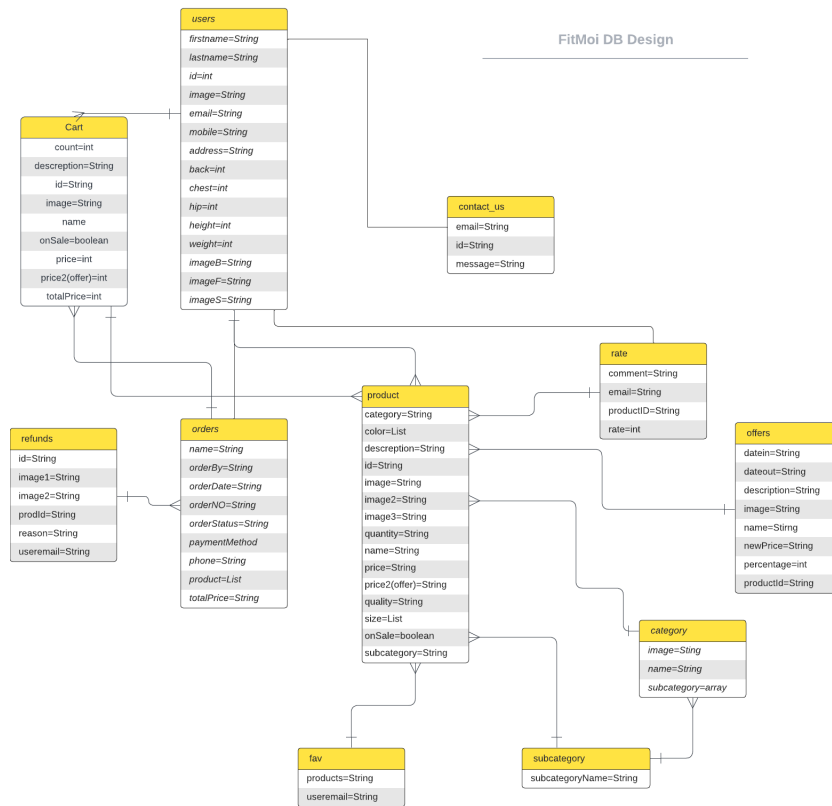 FitMoi DB Design
users
firstname=String
lastname=String
id=int
image=String
email=String
mobile=String
address=String
back=int
chest=int
hip=int
height=int
weight=int
imageB=String
imageF=String
imageS=String
Cart
count=int
descreption=String
id=String
image=String
name
onSale=boolean
price=int
price2(offer)=int
totalPrice=int
contact_us
email=String
id=String
message=String
rate
comment=String
email=String
productID=String
rate=int
product
category=String
color=List
descreption=String
id=String
image=String
image2=String
image3=String
quantity=String
name=String
price=String
price2(offer)=String
quality=String
size=List
onSale=boolean
subcategory=String
orders
name=String
orderBy=String
orderDate=String
orderNO=String
orderStatus=String
paymentMethod
phone=String
product=List
totalPrice=String
refunds
id=String
image1=String
image2=String
prodId=String
reason=String
useremail=String
offers
datein=String
dateout=String
description=String
image=String
name=Stirng
newPrice=String
percentage=int
productId=String
category
image=Sting
name=String
subcategory=array
fav
products=String
useremail=String
subcategory
subcategoryName=String